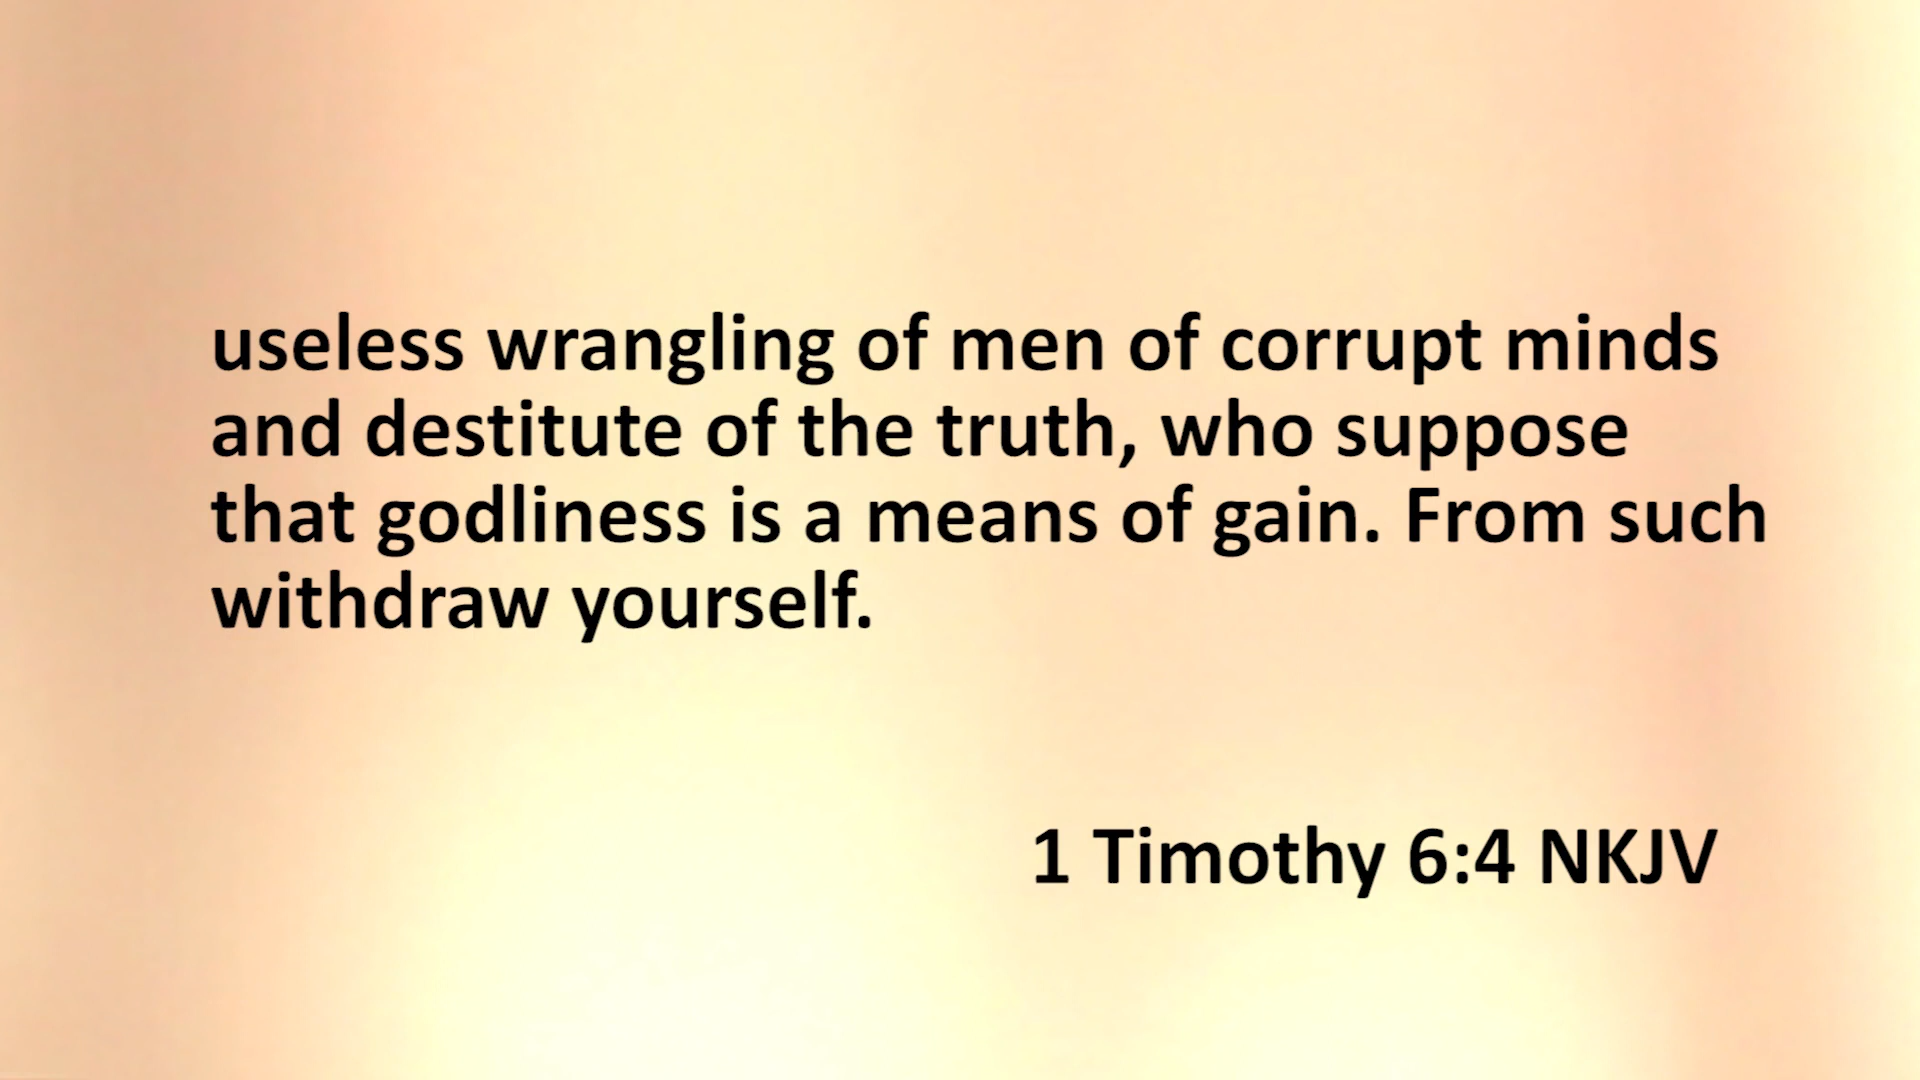 useless wrangling of men of corrupt minds
and destitute of the truth, who suppose
that godliness is a means of gain. From such
withdraw yourself.
1 Timothy 6:4 NKJV